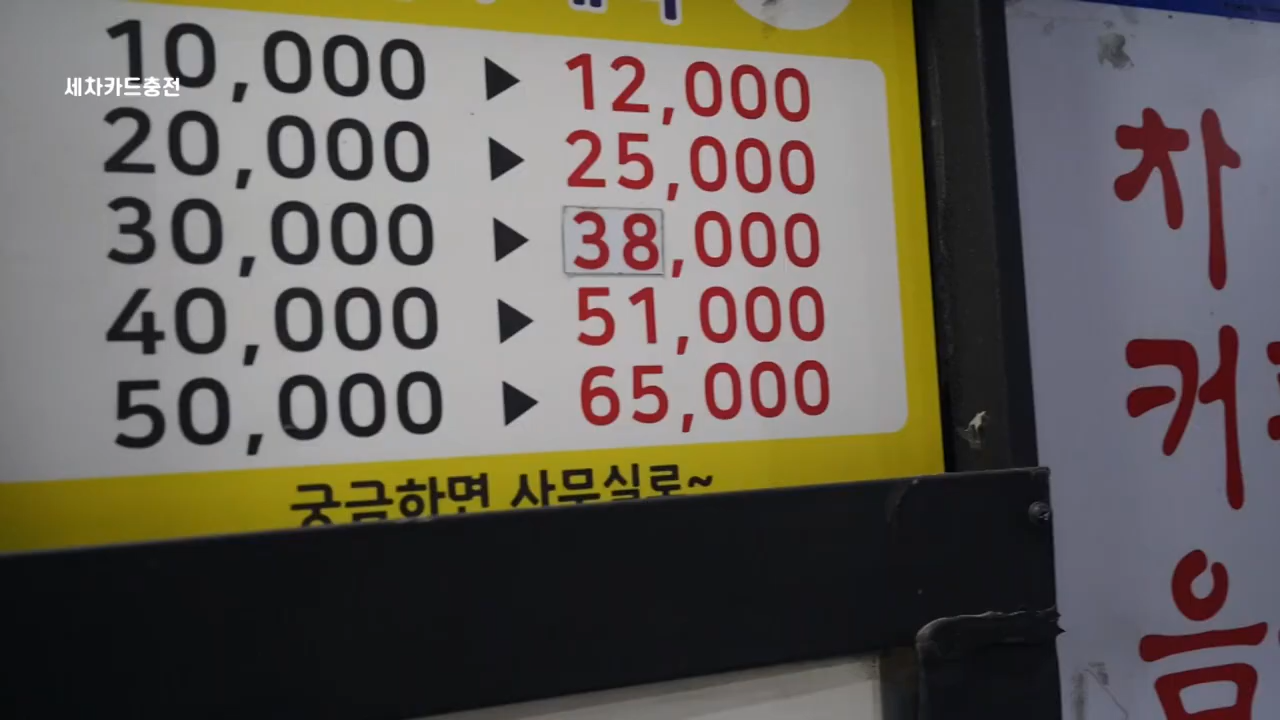 세차카드충전
10,000 ▶ 12,000
20,000 ▶ 25,000
30,000 ▶ 38,000
40,000 ▶ 51,000
50,000 ▶ 65,000
궁금하면 사무실로~
차
커
음